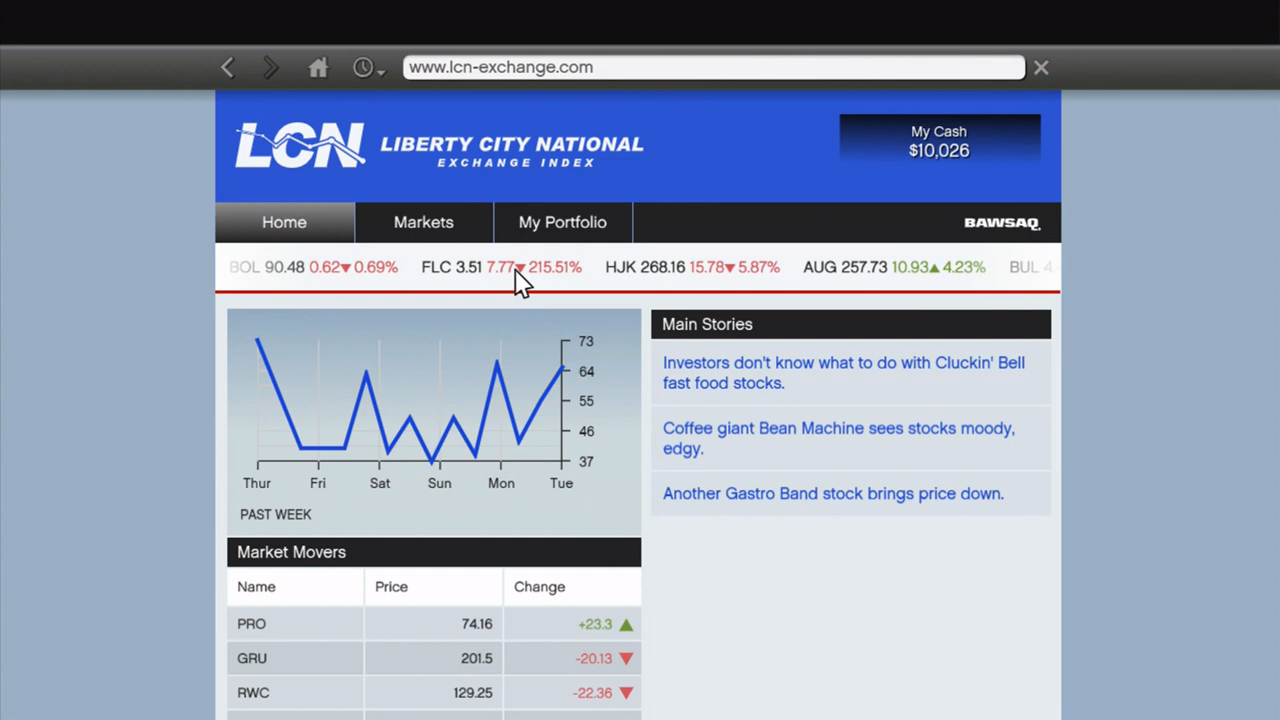 www.lcn-exchange.com
LCN LIBERTY CITY NATIONAL
EXCHANGE INDEX
My Cash
$10,026
Home Markets My Portfolio BAWSAQ
BOL 90.48 0.62▼0.69% FLC 3.51 7.77▼215.51% HJK 268.16 15.78▼5.87% AUG 257.73 10.93▲4.23% BUL
73
64
55
46
37
Thur Fri Sat Sun Mon Tue
PAST WEEK
Main Stories
Investors don't know what to do with Cluckin' Bell
fast food stocks.
Coffee giant Bean Machine sees stocks moody,
edgy.
Another Gastro Band stock brings price down.
Market Movers
Name Price Change
PRO 74.16 +23.3 ▲
GRU 201.5 -20.13 ▼
RWC 129.25 -22.36 ▼